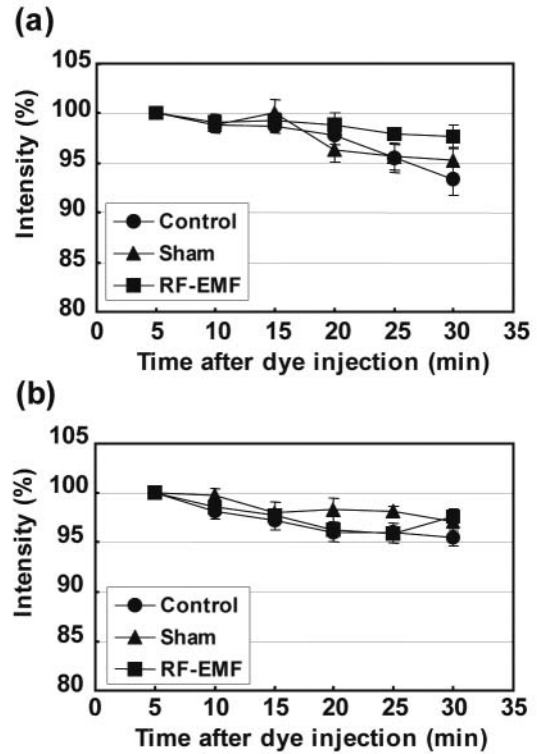 (a)
105
100
95
90
85
80
Intensity (%)
Control
Sham
RF-EMF
0 5 10 15 20 25 30 35
Time after dye injection (min)
(b)
105
100
95
90
85
80
Intensity (%)
Control
Sham
RF-EMF
0 5 10 15 20 25 30 35
Time after dye injection (min)